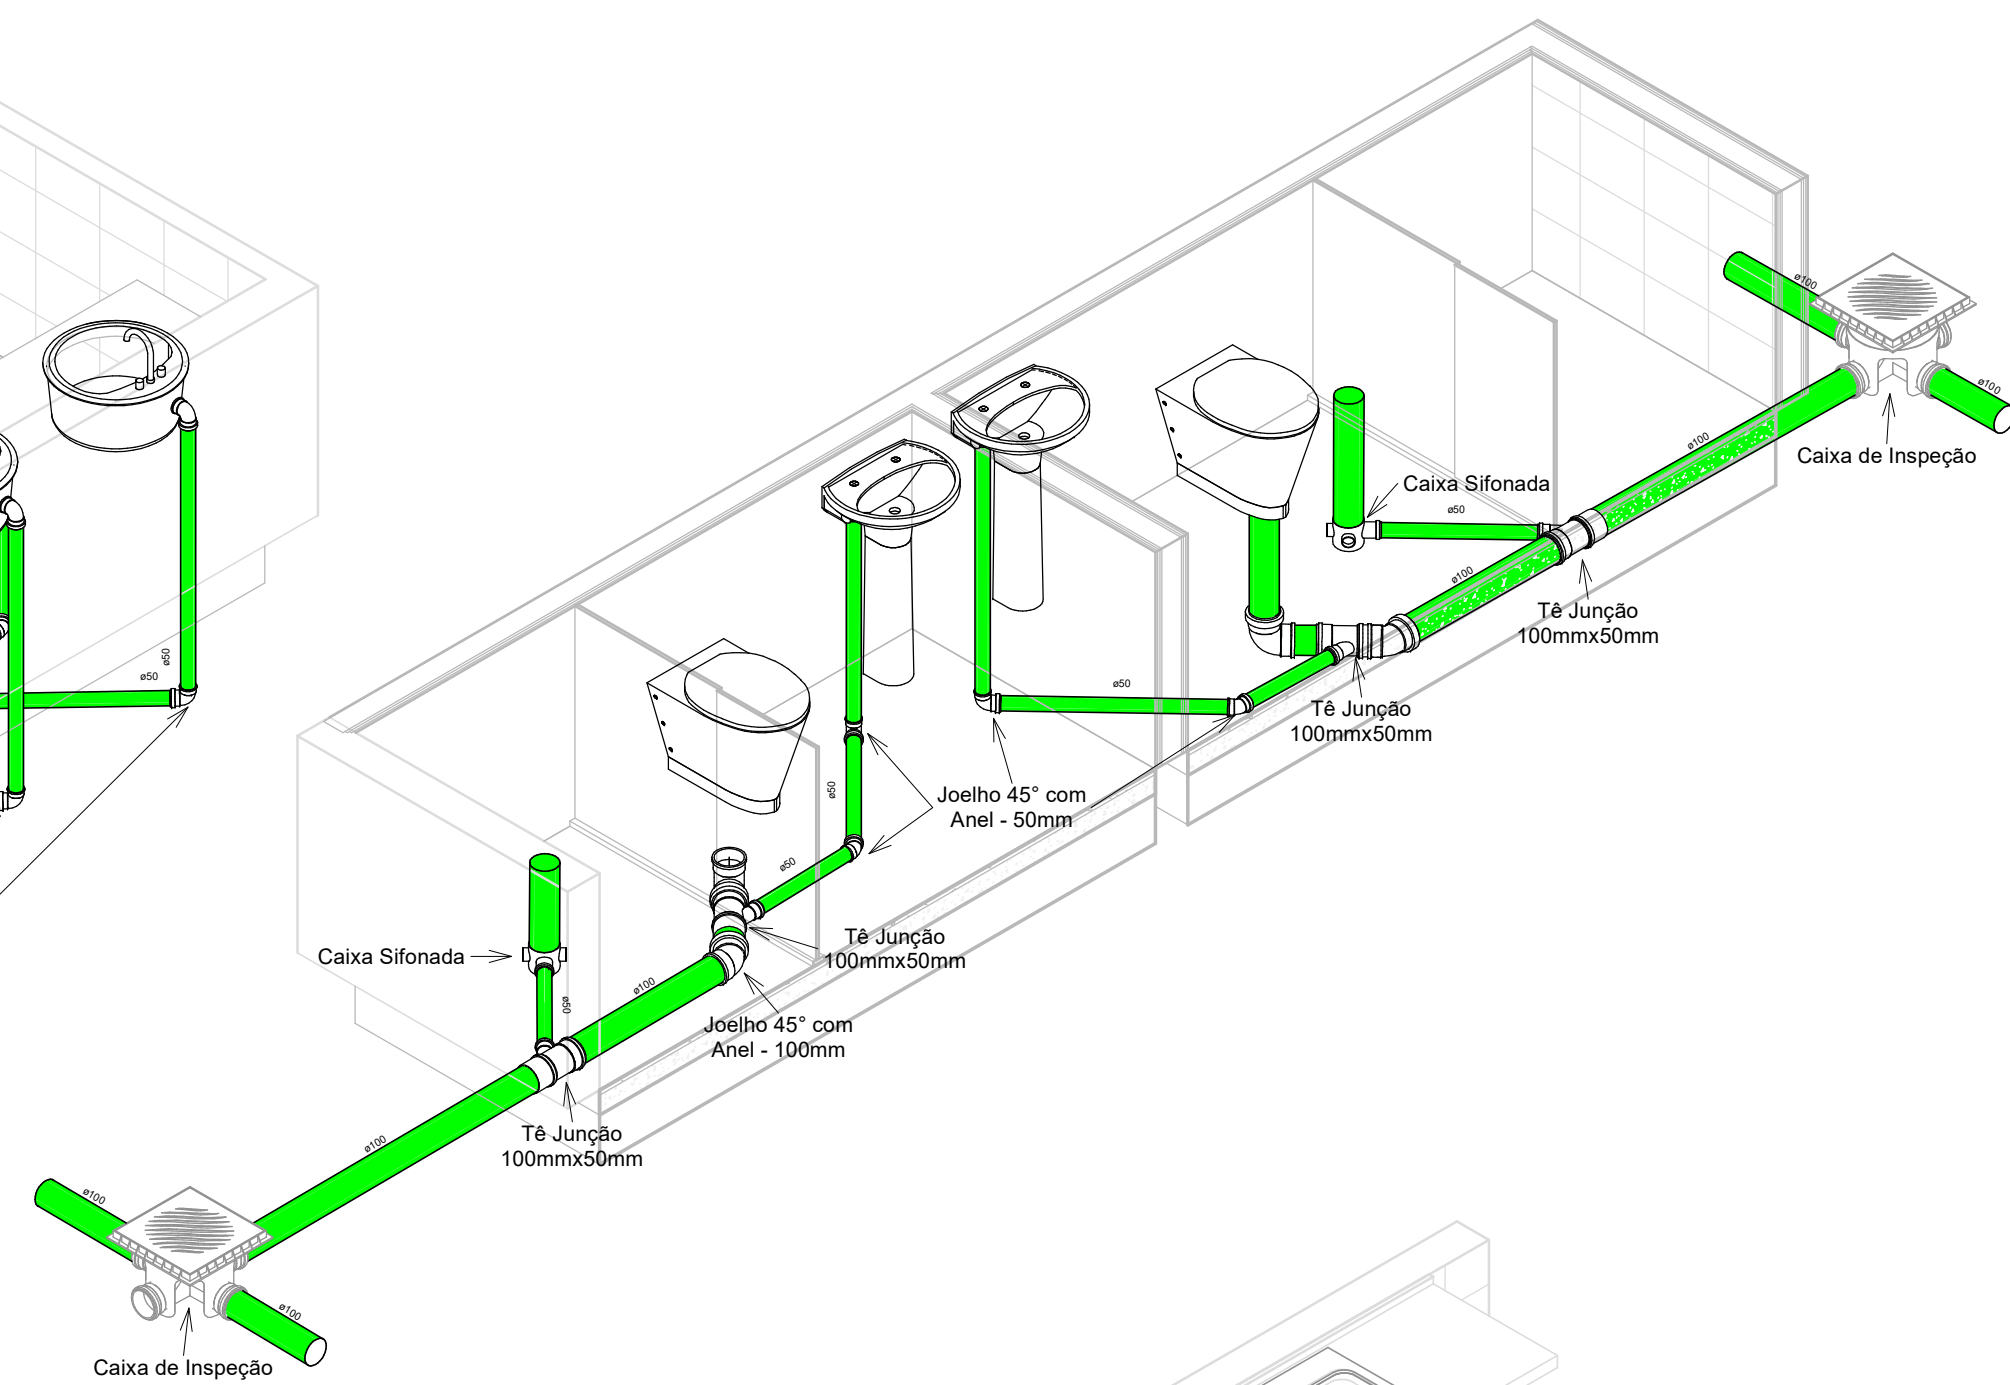 ø100
ø100
Caixa de Inspeção
ø100
Caixa Sifonada
ø50
ø100
Tê Junção
100mmx50mm
ø50
ø50
ø50
Tê Junção
100mmx50mm
Joelho 45° com
Anel - 50mm
ø50
ø50
Tê Junção
100mmx50mm
Caixa Sifonada
ø50
ø100
Joelho 45° com
Anel - 100mm
Tê Junção
100mmx50mm
ø100
ø100
ø100
Caixa de Inspeção